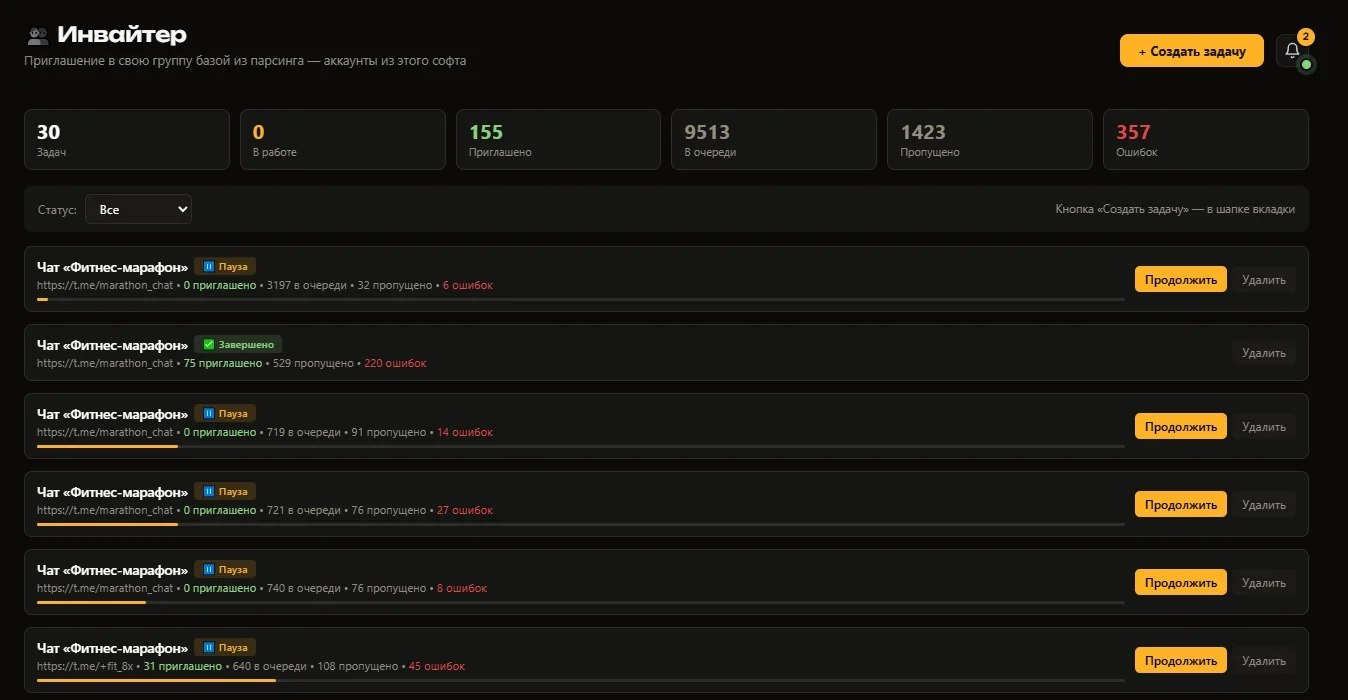 Инвайтер
Приглашение в свою группу базой из парсинга — аккаунты из этого софта
+ Создать задачу
2
30
Задач
0
В работе
155
Приглашено
9513
В очереди
1423
Пропущено
357
Ошибок
Статус: Все
Кнопка «Создать задачу» — в шапке вкладки
Чат «Фитнес-марафон» Пауза
https://t.me/marathon_chat • 0 приглашено • 3197 в очереди • 32 пропущено • 6 ошибок
Продолжить Удалить
Чат «Фитнес-марафон» Завершено
https://t.me/marathon_chat • 75 приглашено • 529 пропущено • 220 ошибок
Удалить
Чат «Фитнес-марафон» Пауза
https://t.me/marathon_chat • 0 приглашено • 719 в очереди • 91 пропущено • 14 ошибок
Продолжить Удалить
Чат «Фитнес-марафон» Пауза
https://t.me/marathon_chat • 0 приглашено • 721 в очереди • 76 пропущено • 27 ошибок
Продолжить Удалить
Чат «Фитнес-марафон» Пауза
https://t.me/marathon_chat • 0 приглашено • 740 в очереди • 76 пропущено • 8 ошибок
Продолжить Удалить
Чат «Фитнес-марафон» Пауза
https://t.me/+fit_8x • 31 приглашено • 640 в очереди • 108 пропущено • 45 ошибок
Продолжить Удалить